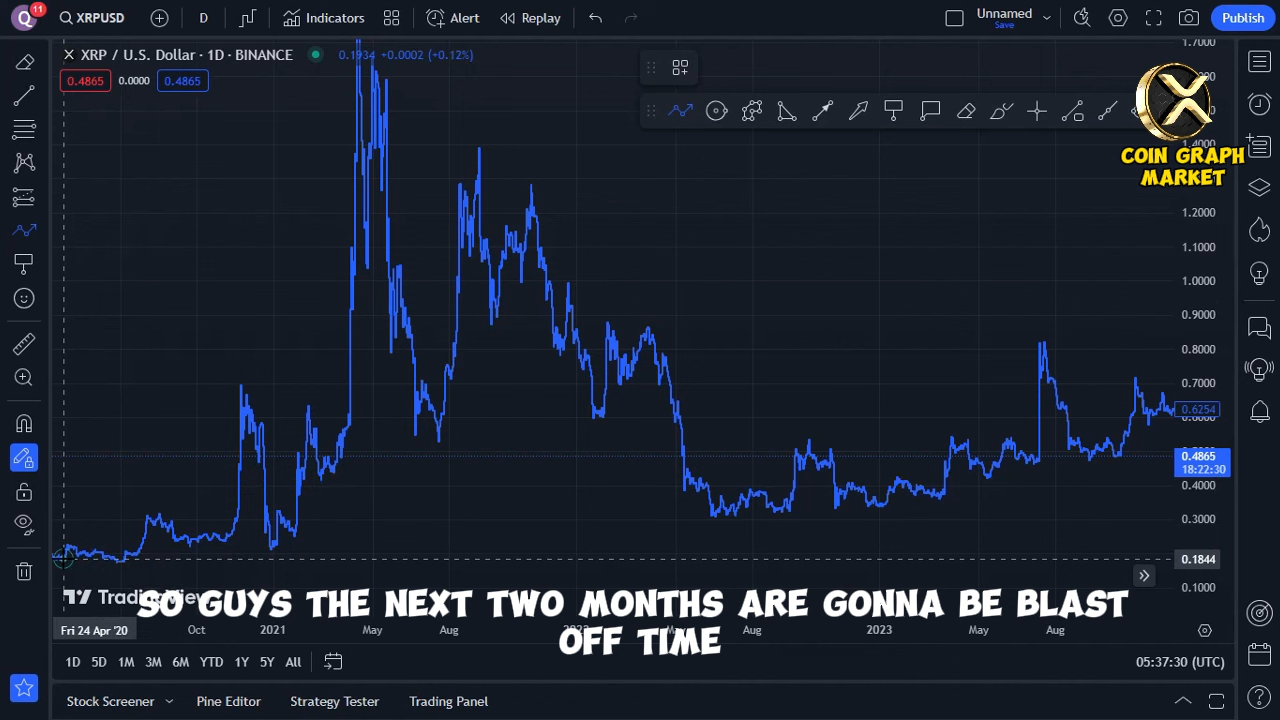 Q
11
XRPUSD
D
Indicators
Alert
Replay
Unnamed
Save
Publish
XRP / U.S. Dollar · 1D · BINANCE
0.1934 +0.0002 (+0.12%)
0.4865
0.0000
0.4865
COIN GRAPH
MARKET
1.7000
1.2000
1.1000
1.0000
0.9000
0.8000
0.7000
0.6254
0.4865
18:22:30
0.4000
0.3000
0.1844
0.1000
SO GUYS THE NEXT TWO MONTHS ARE GONNA BE BLAST
OFF TIME
Fri 24 Apr '20
Oct
2021
May
Aug
Aug
2023
May
Aug
1D 5D 1M 3M 6M YTD 1Y 5Y All
05:37:30 (UTC)
Stock Screener
Pine Editor
Strategy Tester
Trading Panel